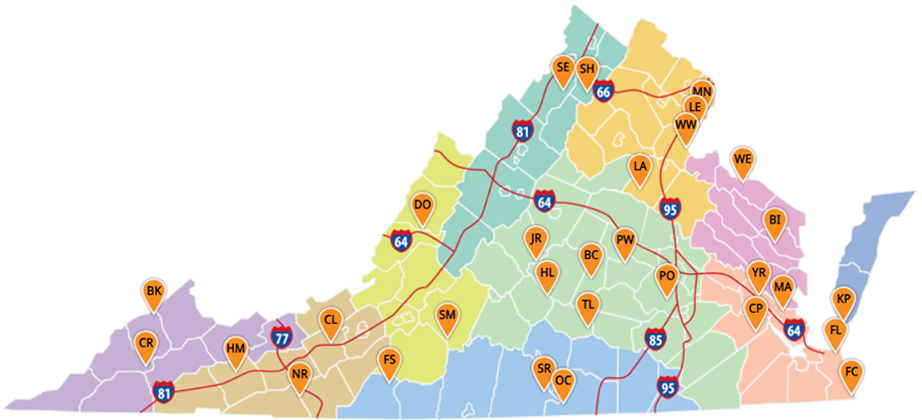 SE
SH
66
MN
LE
WW
81
WE
LA
64
DO
95
BI
64
JR
PW
BC
HL
YR
PO
MA
BK
KP
TL
CP
CL
SM
FL
64
77
85
CR
HM
FS
SR
FC
NR
OC
81
95